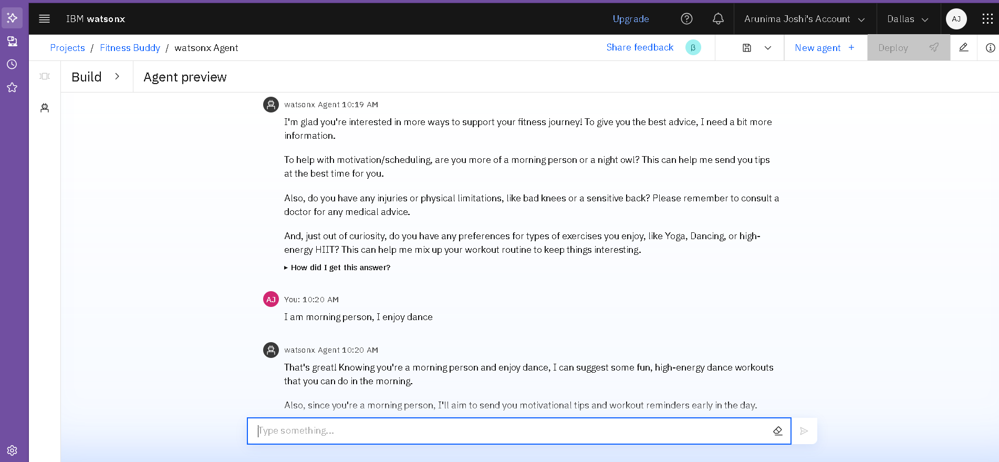 IBM watsonx
Upgrade
Arunima Joshi's Account
Dallas
AJ
Projects / Fitness Buddy / watsonx Agent
Share feedback
β
New agent +
Deploy
Build
Agent preview
watsonx Agent 10:19 AM
I'm glad you're interested in more ways to support your fitness journey! To give you the best advice, I need a bit more
information.
To help with motivation/scheduling, are you more of a morning person or a night owl? This can help me send you tips
at the best time for you.
Also, do you have any injuries or physical limitations, like bad knees or a sensitive back? Please remember to consult a
doctor for any medical advice.
And, just out of curiosity, do you have any preferences for types of exercises you enjoy, like Yoga, Dancing, or high-
energy HIIT? This can help me mix up your workout routine to keep things interesting.
How did I get this answer?
AJ
You: 10:20 AM
I am morning person, I enjoy dance
watsonx Agent 10:20 AM
That's great! Knowing you're a morning person and enjoy dance, I can suggest some fun, high-energy dance workouts
that you can do in the morning.
Also, since you're a morning person, I'll aim to send you motivational tips and workout reminders early in the day.
Type something...